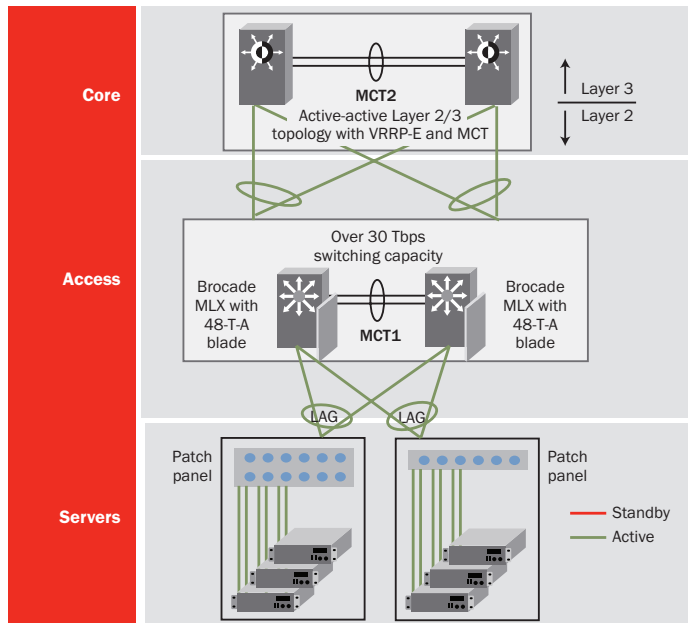 Core
MCT2
Active-active Layer 2/3
topology with VRRP-E and MCT
Layer 3
Layer 2
Access
Over 30 Tbps
switching capacity
Brocade
MLX with
48-T-A
blade
MCT1
Brocade
MLX with
48-T-A
blade
LAG
LAG
Servers
Patch
panel
Patch
panel
Standby
Active